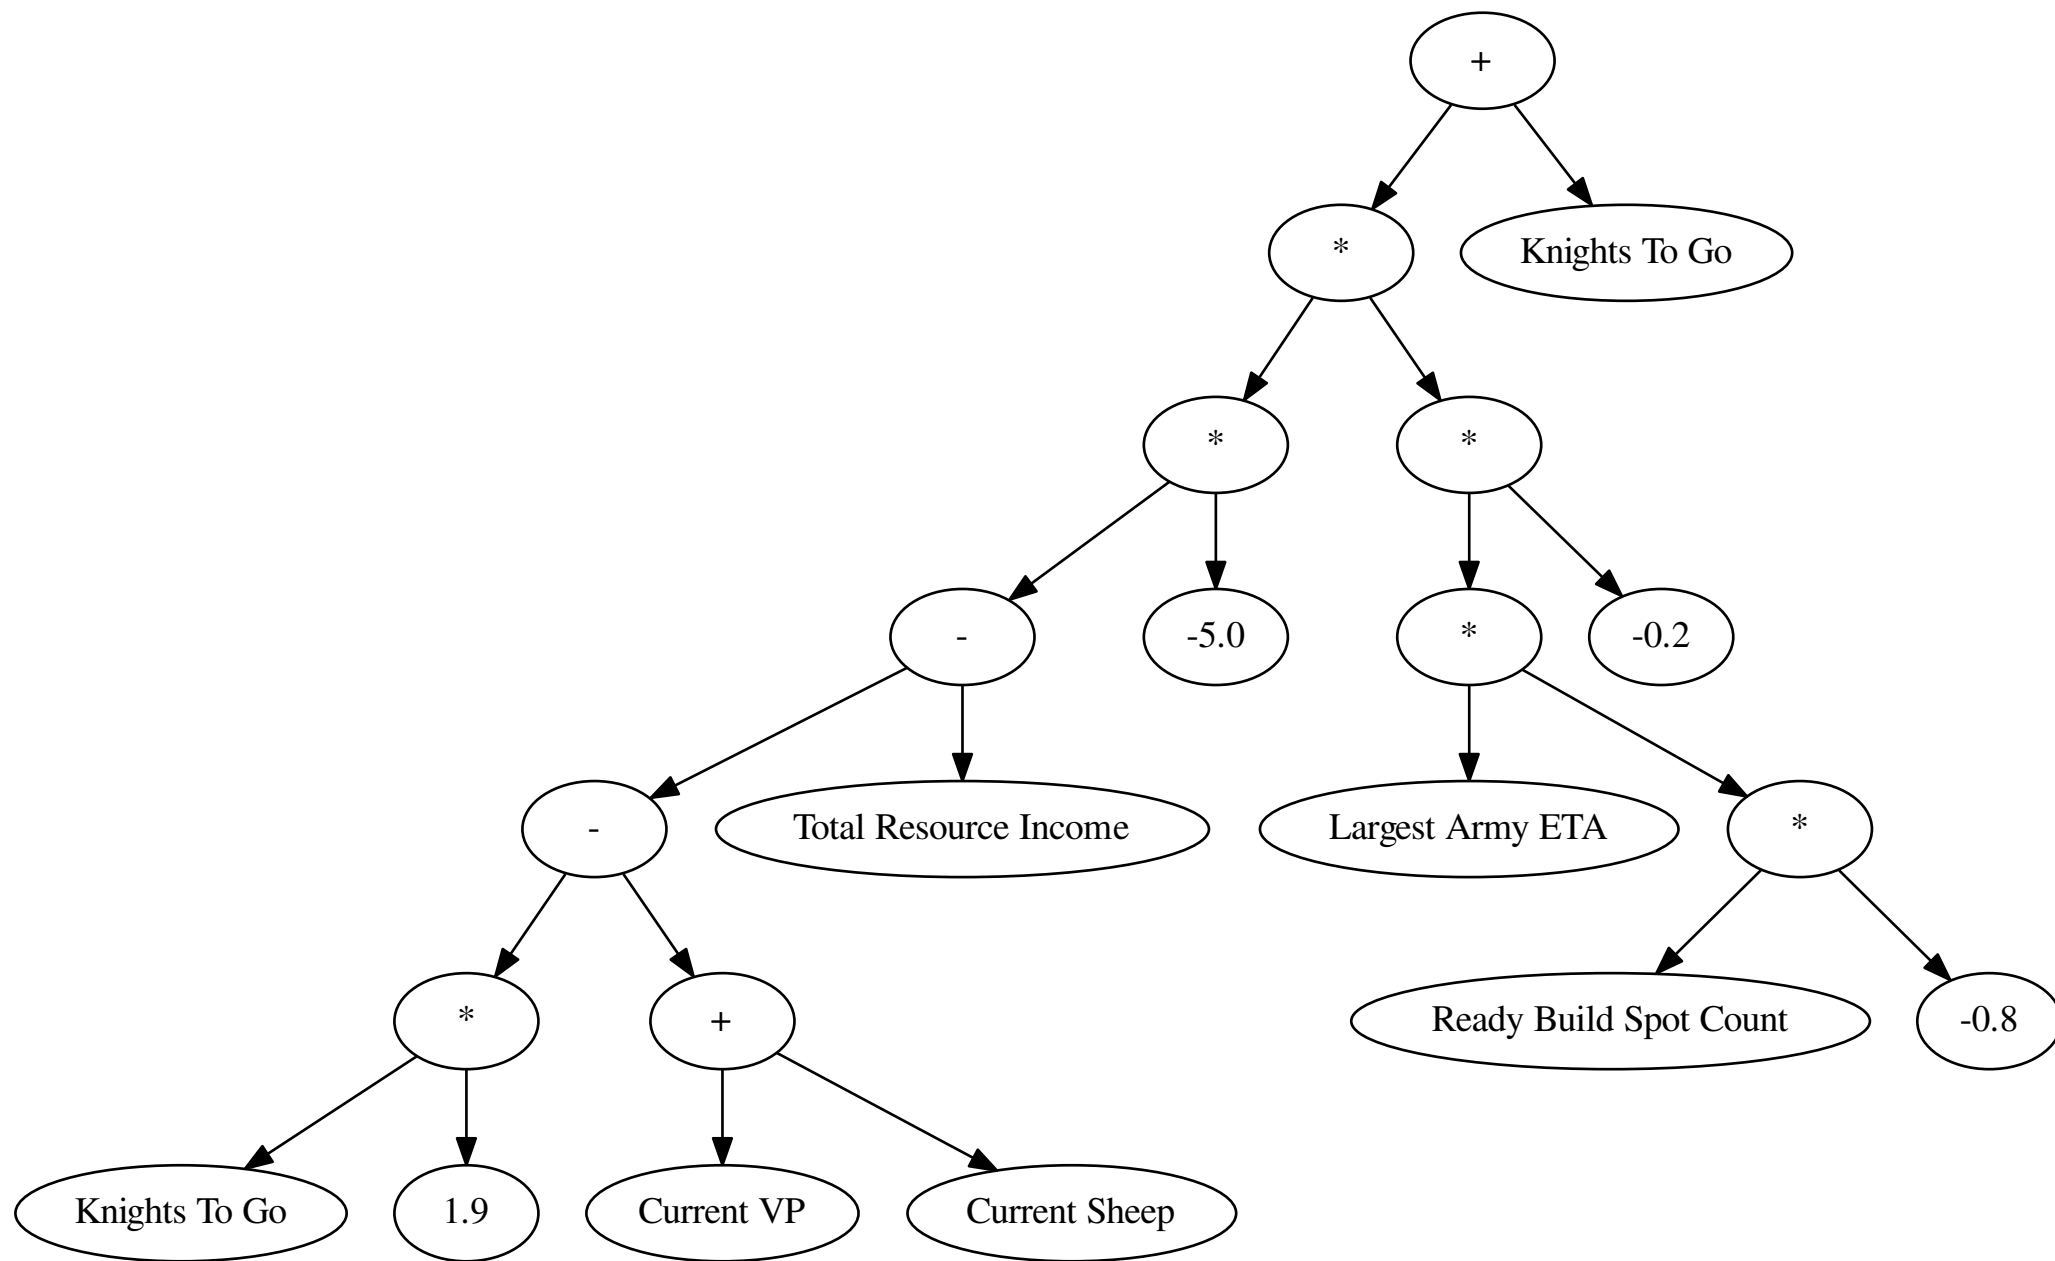 +
*
Knights To Go
*
*
-
-5.0
*
-0.2
-
Total Resource Income
Largest Army ETA
*
*
+
Ready Build Spot Count
-0.8
Knights To Go
1.9
Current VP
Current Sheep